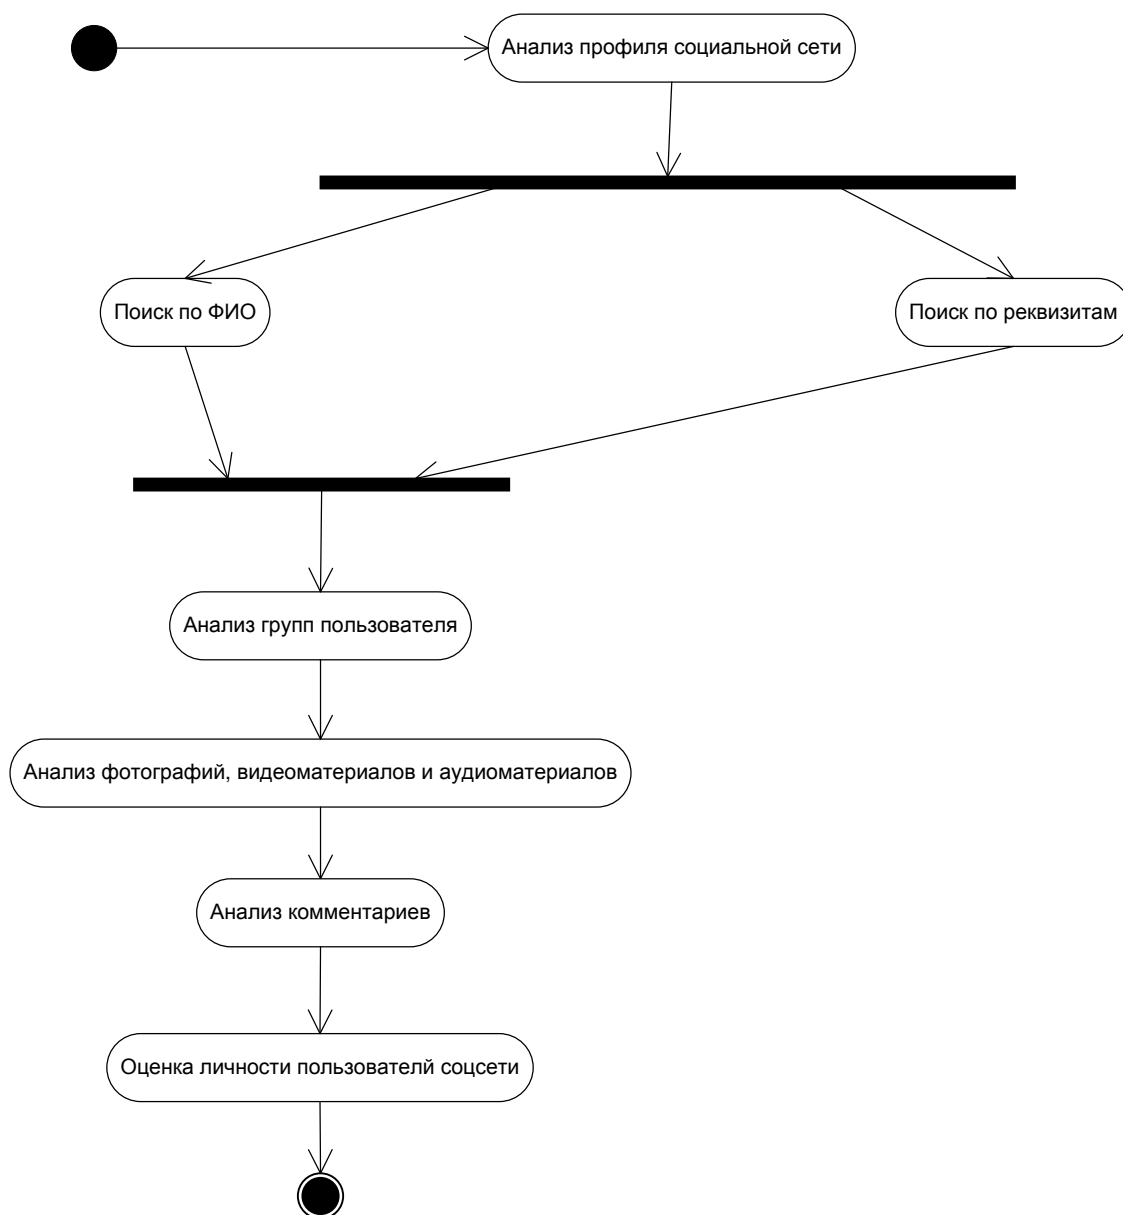 Анализ профиля социальной сети
Поиск по ФИО
Поиск по реквизитам
Анализ групп пользователя
Анализ фотографий, видеоматериалов и аудиоматериалов
Анализ комментариев
Оценка личности пользователй соцсети